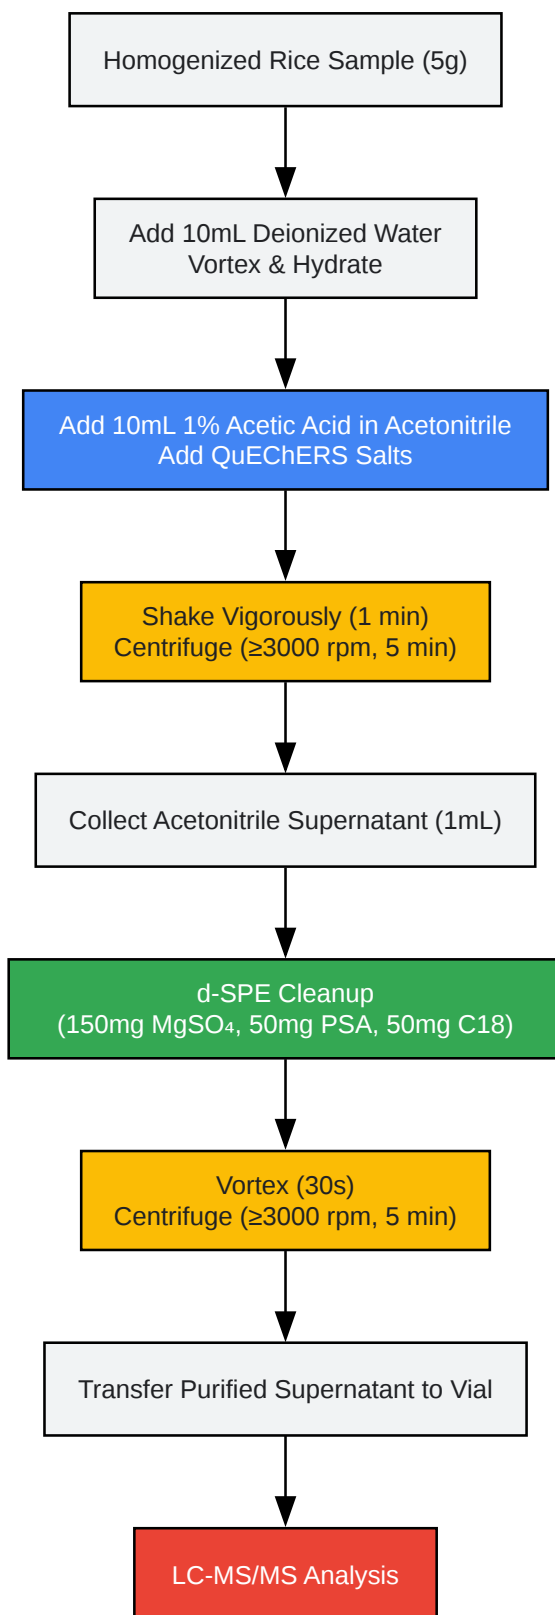 Homogenized Rice Sample (5g)
Add 10mL Deionized Water
Vortex & Hydrate
Add 10mL 1% Acetic Acid in Acetonitrile
Add QuEChERS Salts
Shake Vigorously (1 min)
Centrifuge (≥3000 rpm, 5 min)
Collect Acetonitrile Supernatant (1mL)
d-SPE Cleanup
(150mg MgSO₄, 50mg PSA, 50mg C18)
Vortex (30s)
Centrifuge (≥3000 rpm, 5 min)
Transfer Purified Supernatant to Vial
LC-MS/MS Analysis